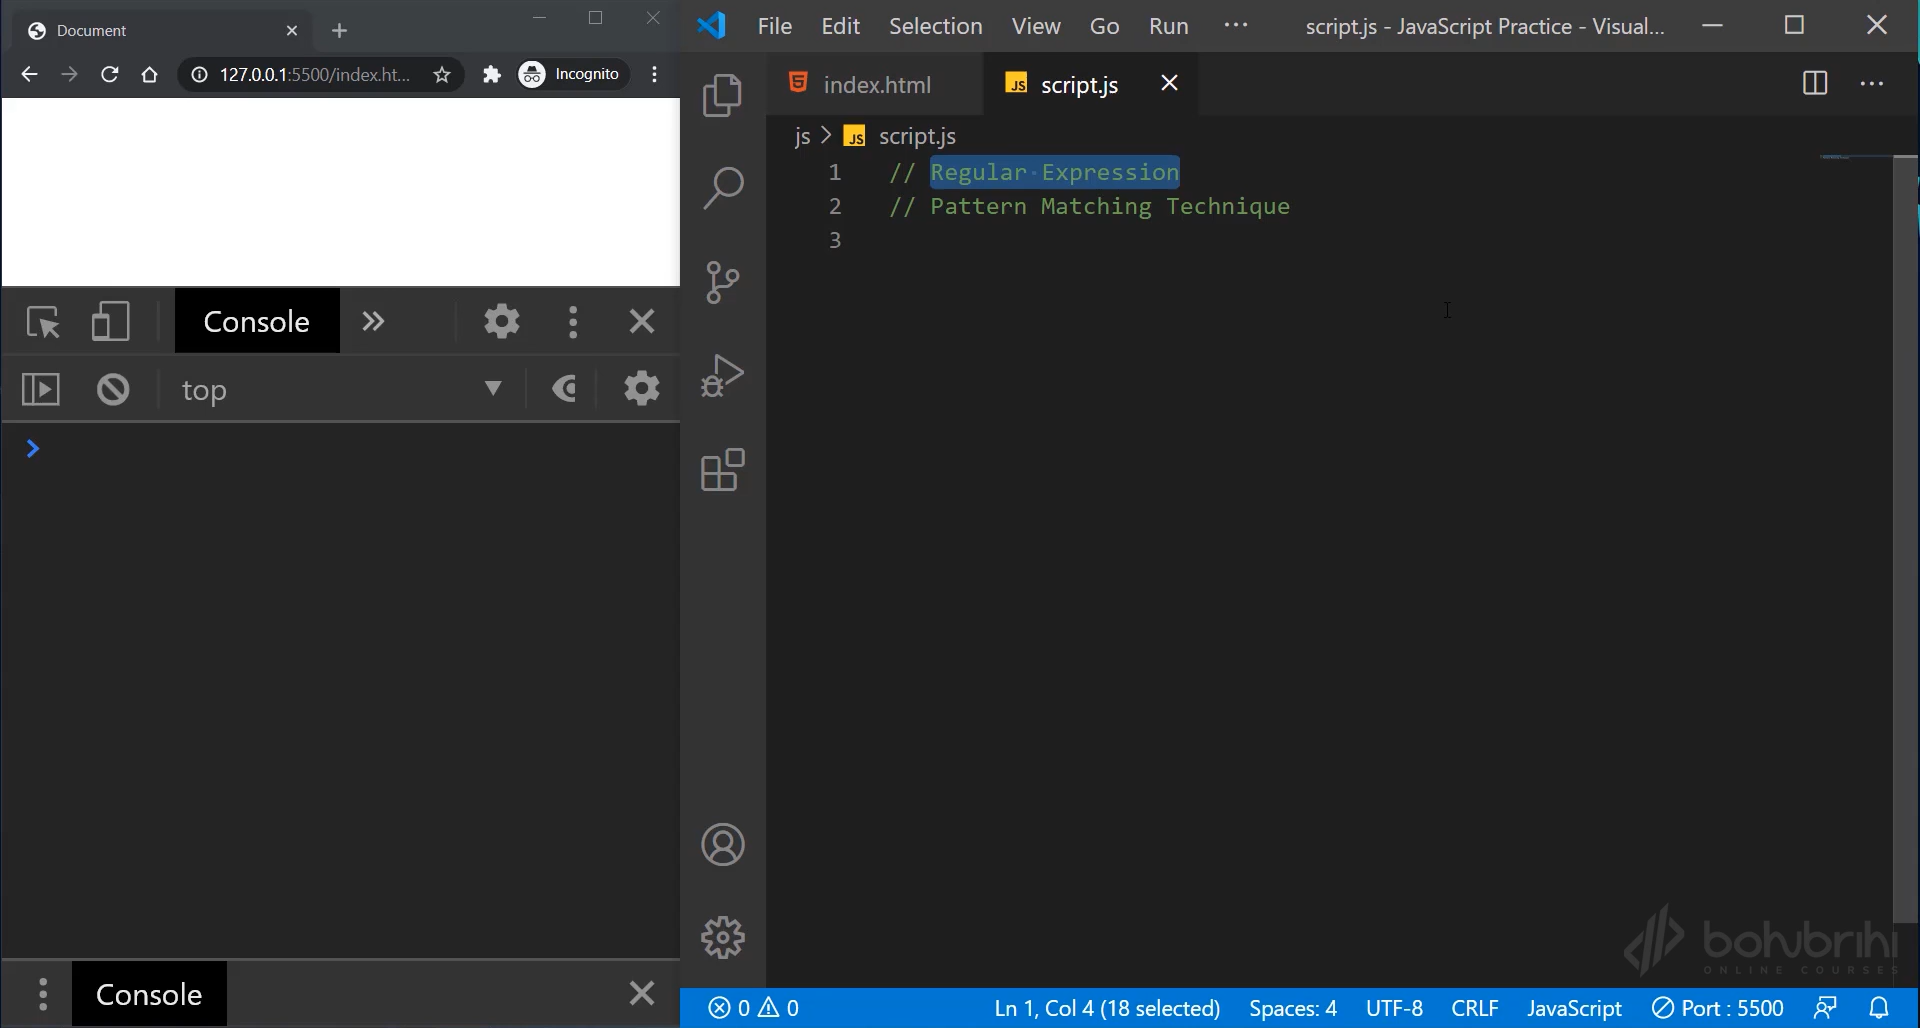 Document
127.0.0.1:5500/index.ht...
Incognito
Console
top
Console
File Edit Selection View Go Run ··· script.js - JavaScript Practice - Visual...
index.html
script.js
js > JS script.js
1 // Regular Expression
2 // Pattern Matching Technique
3
bohubrihi
ONLINE COURSES
0 0 Ln 1, Col 4 (18 selected) Spaces: 4 UTF-8 CRLF JavaScript Port : 5500